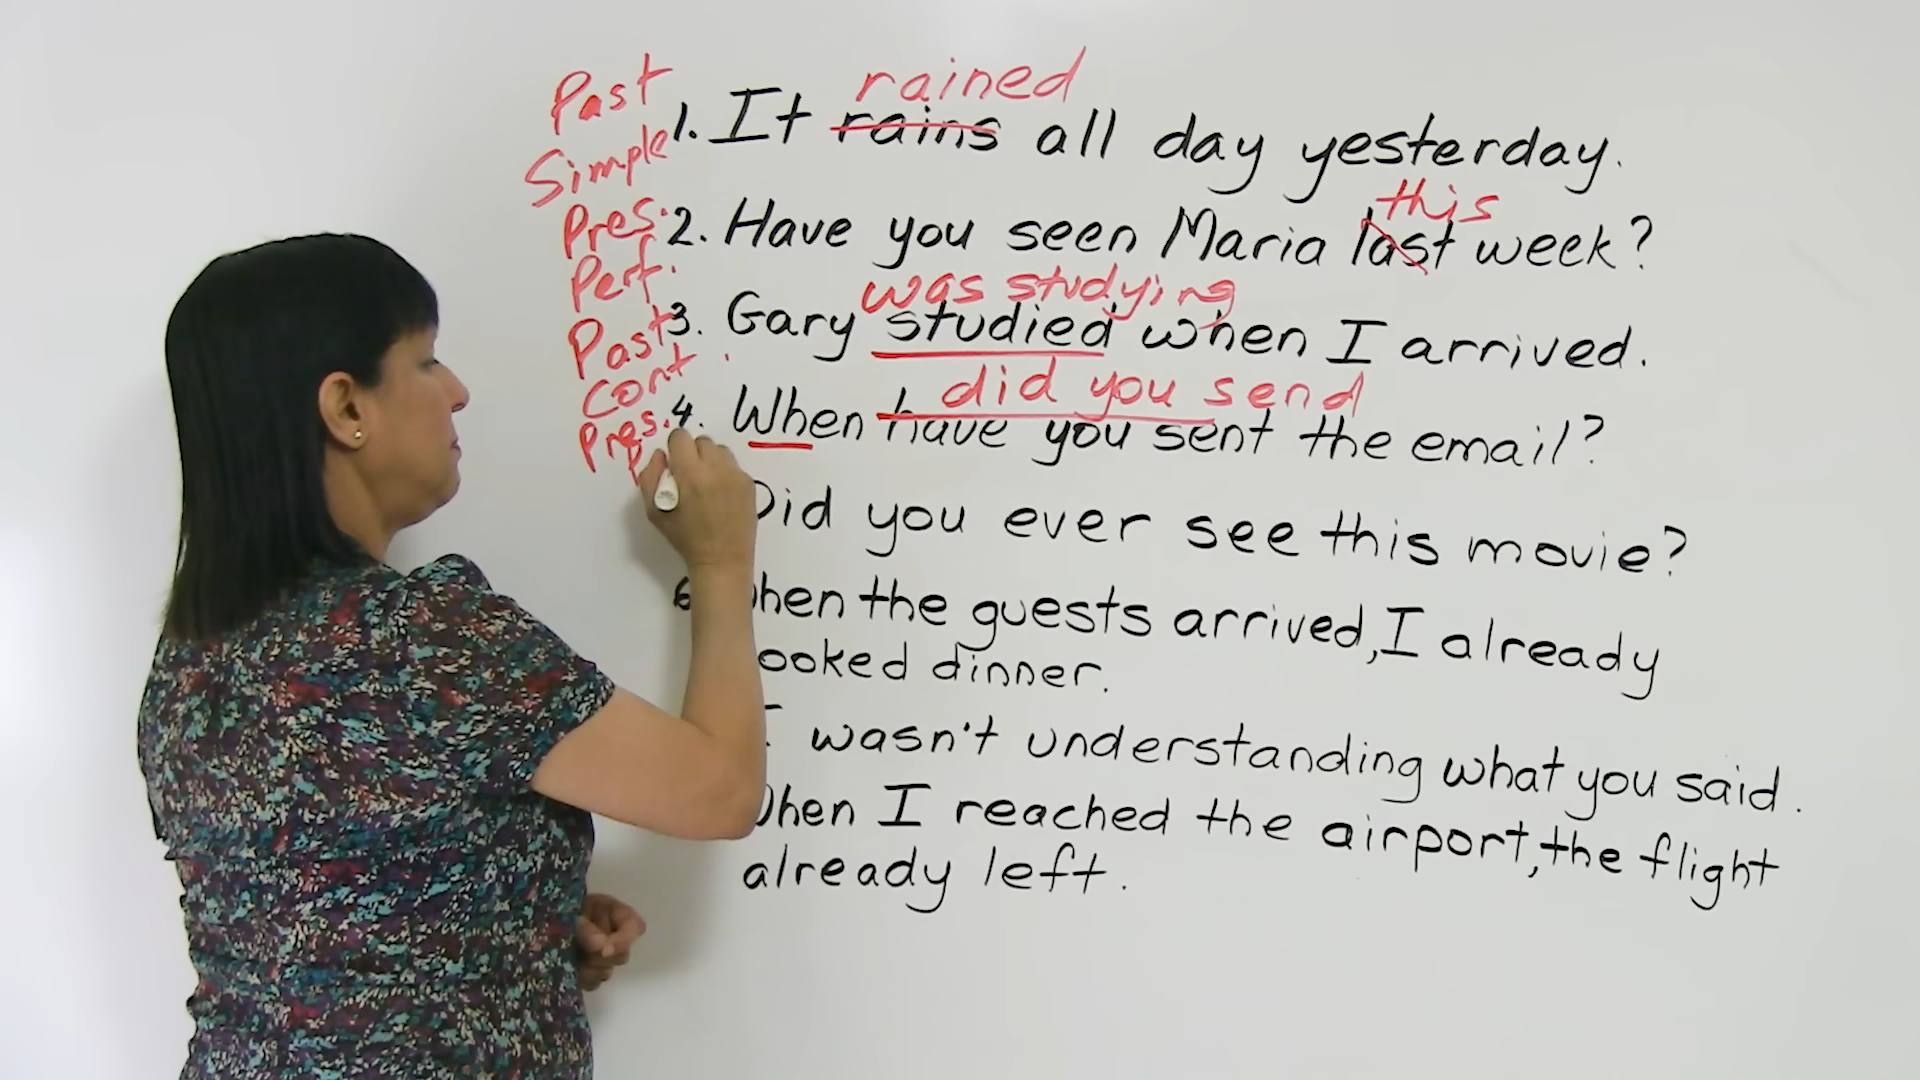 rained
Past
1. It rains all day yesterday.
Simple
this
Pres. 2. Have you seen Maria last week?
Perf.
was studying
Past 3. Gary studied when I arrived.
Cont
did you send
Pres. 4. When have you sent the email?
P
Did you ever see this movie?
6 When the guests arrived, I already
cooked dinner.
I wasn't understanding what you said.
When I reached the airport, the flight
already left.